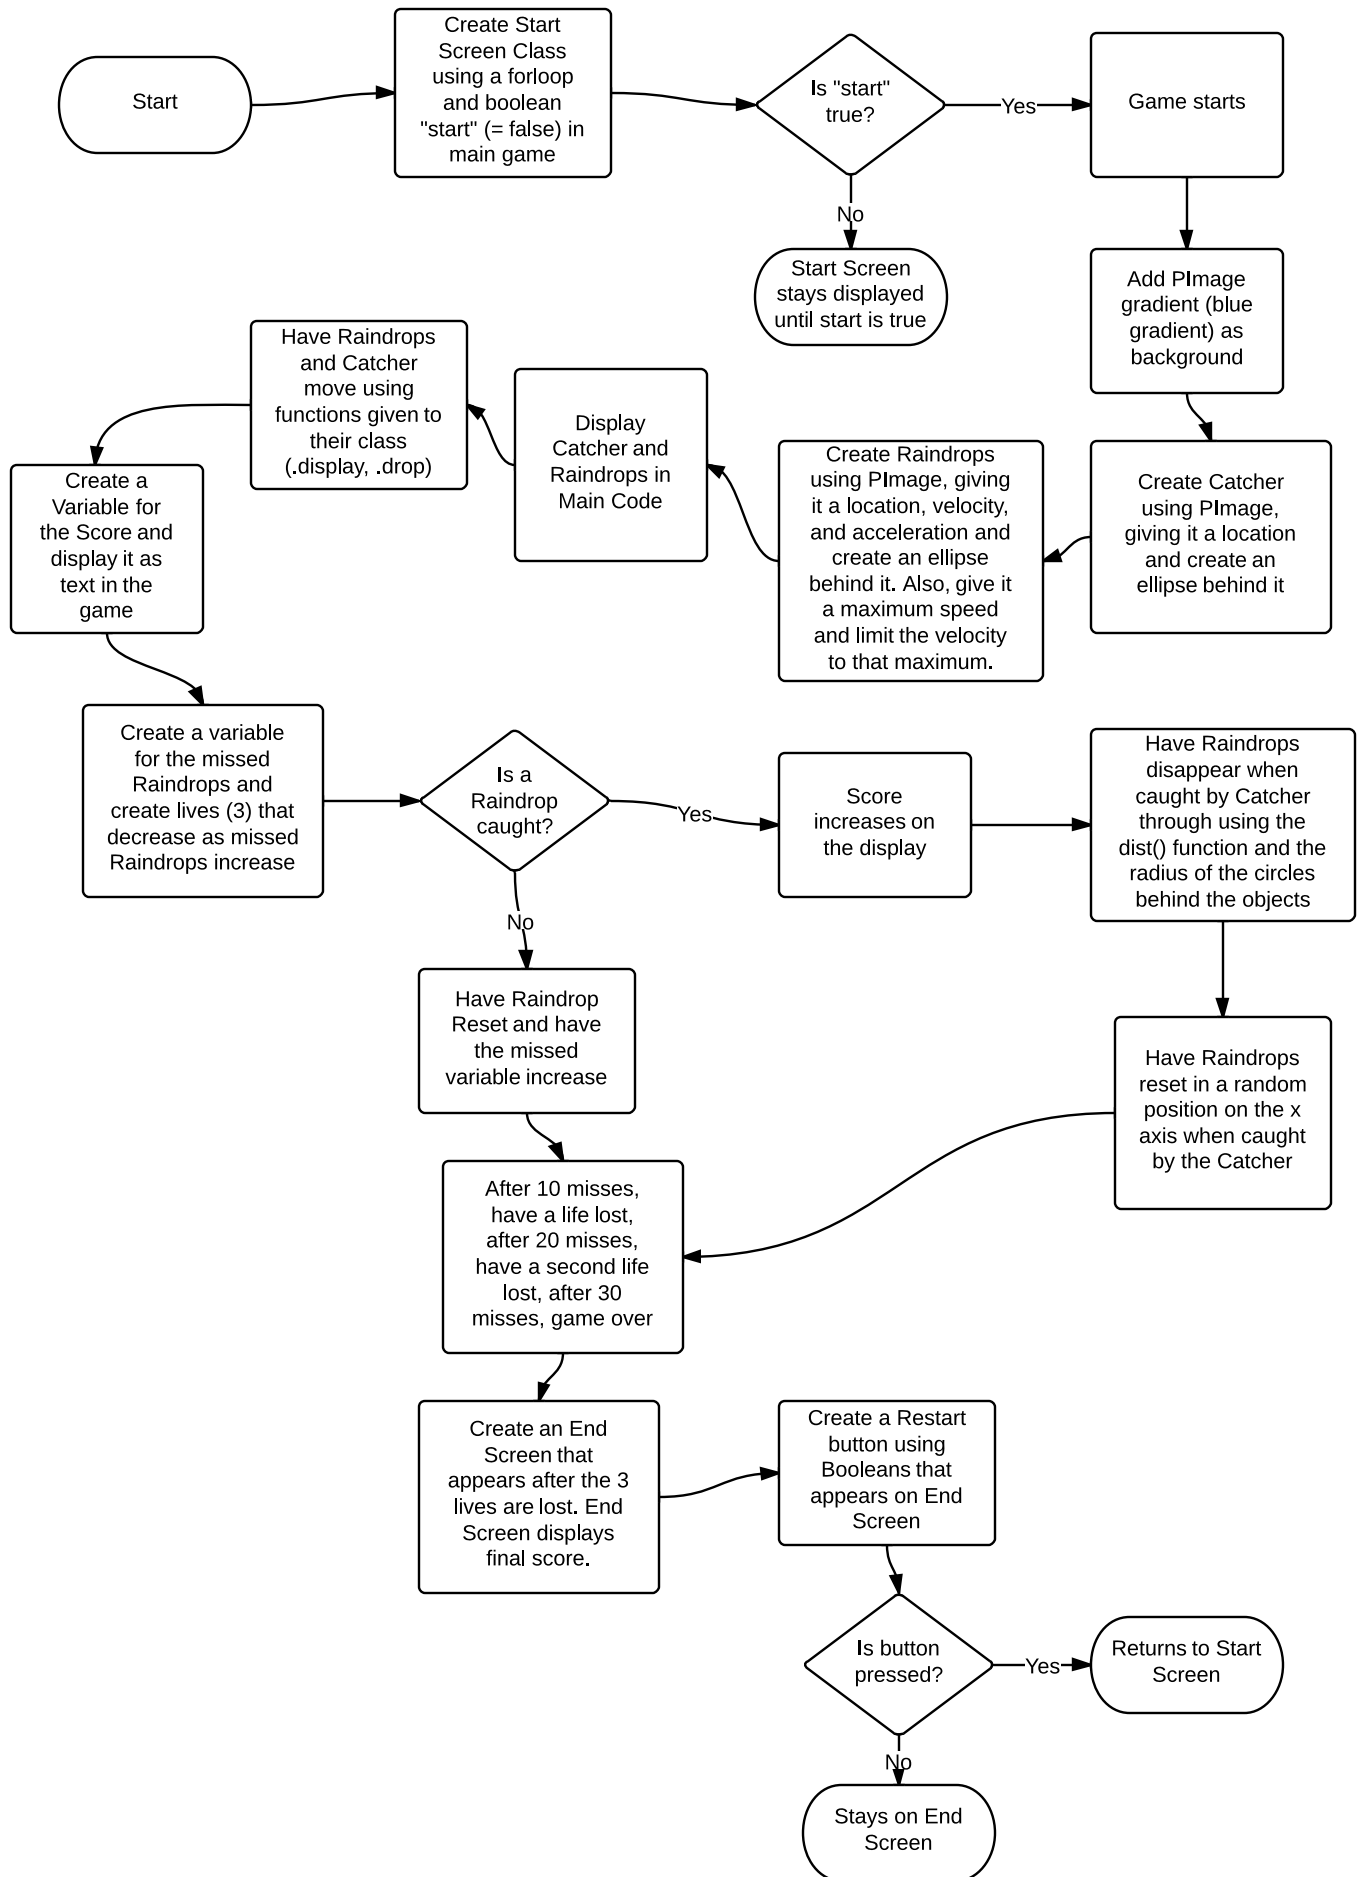 Start
Create Start
Screen Class
using a forloop
and boolean
"start" (= false) in
main game
Is "start"
true?
Yes
Game starts
No
Start Screen
stays displayed
until start is true
Add PImage
gradient (blue
gradient) as
background
Create Catcher
using PImage,
giving it a location
and create an
ellipse behind it
Create Raindrops
using PImage, giving
it a location, velocity,
and acceleration and
create an ellipse
behind it. Also, give it
a maximum speed
and limit the velocity
to that maximum.
Display
Catcher and
Raindrops in
Main Code
Have Raindrops
and Catcher
move using
functions given to
their class
(.display, .drop)
Create a
Variable for
the Score and
display it as
text in the
game
Create a variable
for the missed
Raindrops and
create lives (3) that
decrease as missed
Raindrops increase
Is a
Raindrop
caught?
Yes
Score
increases on
the display
Have Raindrops
disappear when
caught by Catcher
through using the
dist() function and the
radius of the circles
behind the objects
Have Raindrops
reset in a random
position on the x
axis when caught
by the Catcher
No
Have Raindrop
Reset and have
the missed
variable increase
After 10 misses,
have a life lost,
after 20 misses,
have a second life
lost, after 30
misses, game over
Create an End
Screen that
appears after the 3
lives are lost. End
Screen displays
final score.
Create a Restart
button using
Booleans that
appears on End
Screen
Is button
pressed?
Yes
Returns to Start
Screen
No
Stays on End
Screen